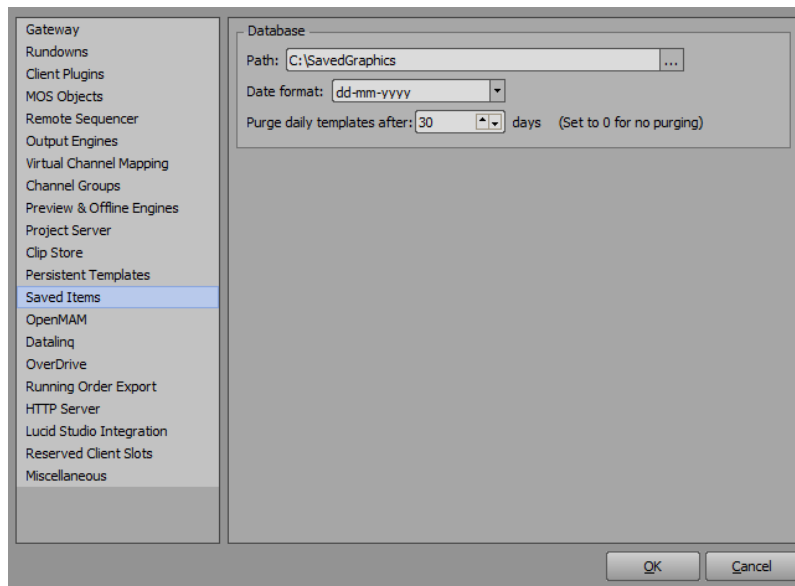 Gateway
Rundowns
Client Plugins
MOS Objects
Remote Sequencer
Output Engines
Virtual Channel Mapping
Channel Groups
Preview & Offline Engines
Project Server
Clip Store
Persistent Templates
Saved Items
OpenMAM
Datalinq
OverDrive
Running Order Export
HTTP Server
Lucid Studio Integration
Reserved Client Slots
Miscellaneous
Database
Path: C:\SavedGraphics ...
Date format: dd-mm-yyyy
Purge daily templates after: 30 days (Set to 0 for no purging)
OK Cancel